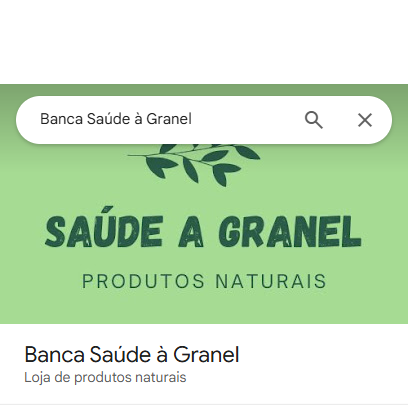 Banca Saúde à Granel
SAÚDE A GRANEL
PRODUTOS NATURAIS
Banca Saúde à Granel
Loja de produtos naturais